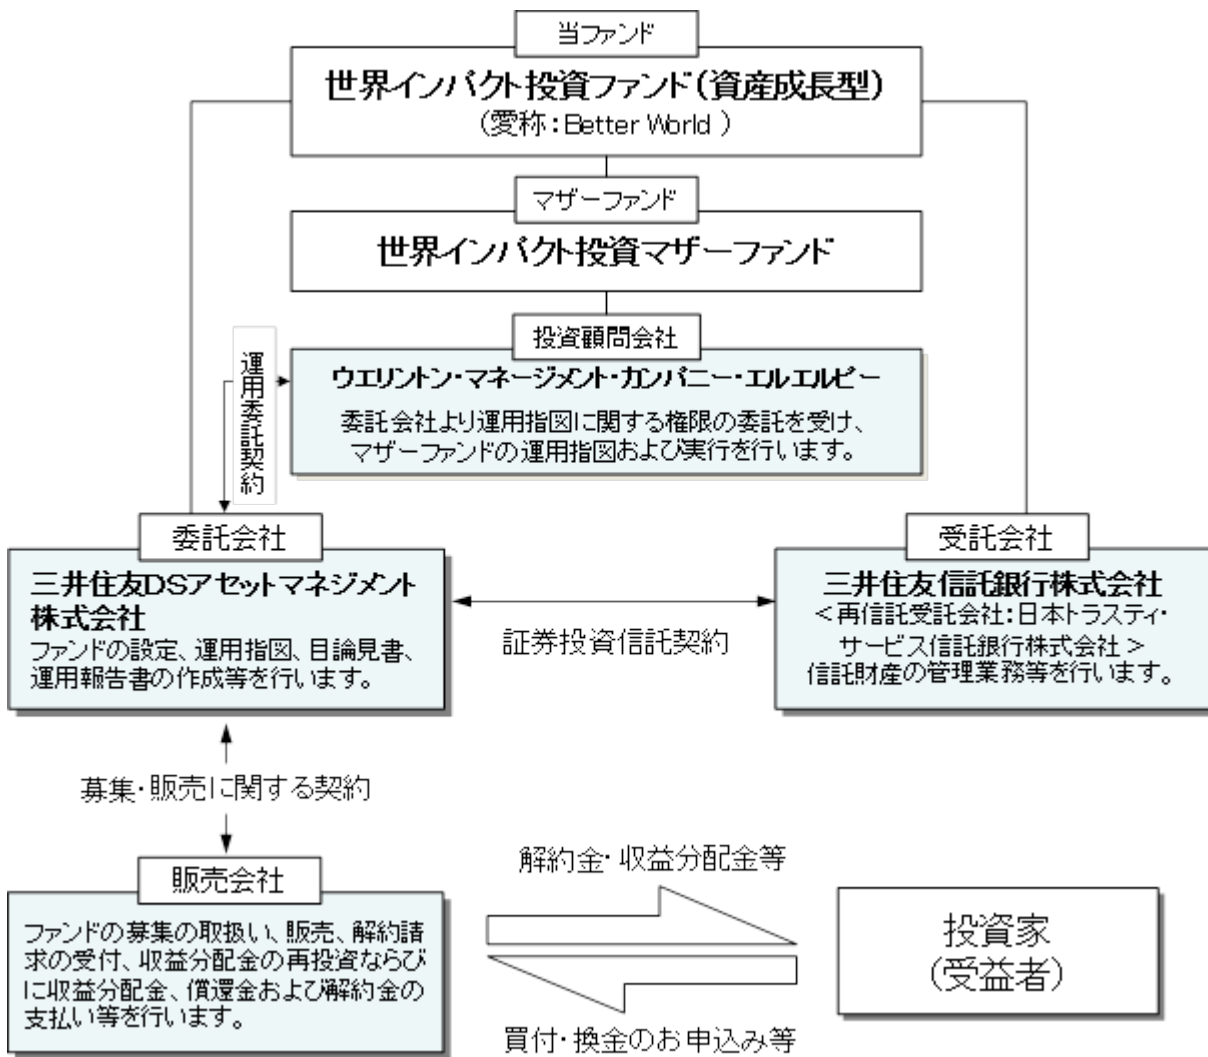 当ファンド
世界インパクト投資ファンド(資産成長型)
(愛称:Better World )
マザーファンド
世界インパクト投資マザーファンド
投資顧問会社
ウエリントン・マネージメント・カンパニー・エルエルピー
委託会社より運用指図に関する権限の委託を受け、
マザーファンドの運用指図および実行を行います。
運用委託契約
委託会社
三井住友DSアセットマネジメント
株式会社
ファンドの設定、運用指図、目論見書、
運用報告書の作成等を行います。
証券投資信託契約
受託会社
三井住友信託銀行株式会社
<再信託受託会社:日本トラスティ・
サービス信託銀行株式会社>
信託財産の管理業務等を行います。
募集・販売に関する契約
販売会社
ファンドの募集の取扱い、販売、解約請
求の受付、収益分配金の再投資ならび
に収益分配金、償還金および解約金の
支払い等を行います。
解約金・収益分配金等
買付・換金のお申込み等
投資家
(受益者)